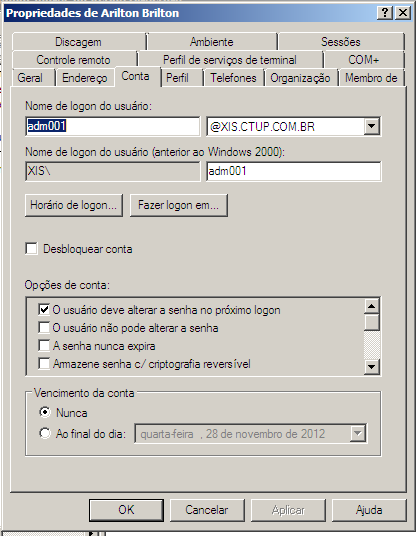 Propriedades de Arilton Brilton
Discagem Ambiente Sessões
Controle remoto Perfil de serviços de terminal COM+
Geral Endereço Conta Perfil Telefones Organização Membro de
Nome de logon do usuário:
adm001 @XIS.CTUP.COM.BR
Nome de logon do usuário (anterior ao Windows 2000):
XIS\ adm001
Horário de logon... Fazer logon em...
Desbloquear conta
Opções de conta:
O usuário deve alterar a senha no próximo logon
O usuário não pode alterar a senha
A senha nunca expira
Armazene senha c/ criptografia reversível
Vencimento da conta
Nunca
Ao final do dia: quarta-feira , 28 de novembro de 2012
OK Cancelar Aplicar Ajuda